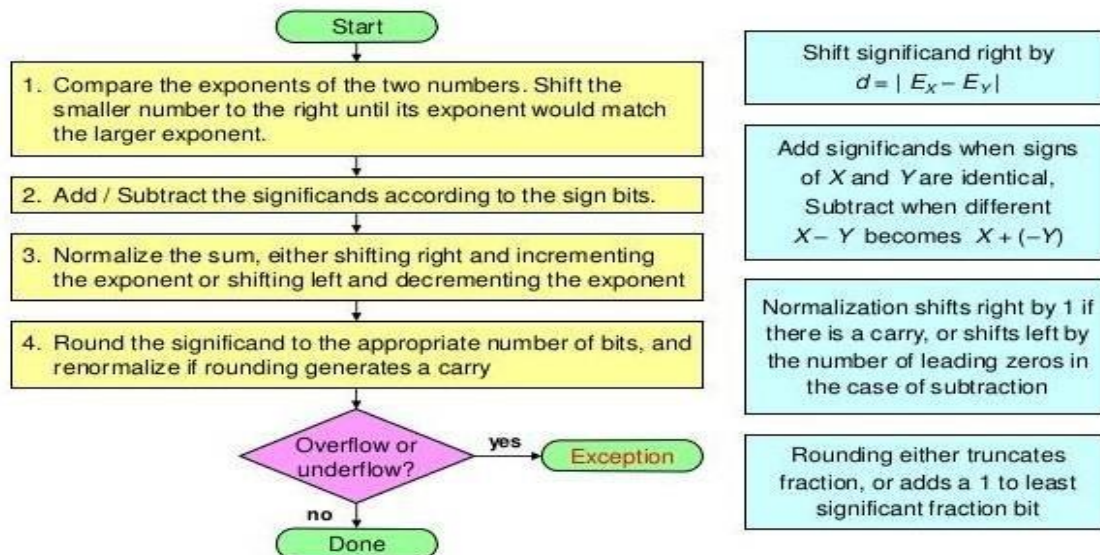 Start
1. Compare the exponents of the two numbers. Shift the
smaller number to the right until its exponent would match
the larger exponent.
2. Add / Subtract the significands according to the sign bits.
3. Normalize the sum, either shifting right and incrementing
the exponent or shifting left and decrementing the exponent
4. Round the significand to the appropriate number of bits, and
renormalize if rounding generates a carry
Overflow or
underflow?
yes
Exception
no
Done
Shift significand right by
d = | E_X − E_Y |
Add significands when signs
of X and Y are identical,
Subtract when different
X − Y becomes X + (−Y)
Normalization shifts right by 1 if
there is a carry, or shifts left by
the number of leading zeros in
the case of subtraction
Rounding either truncates
fraction, or adds a 1 to least
significant fraction bit